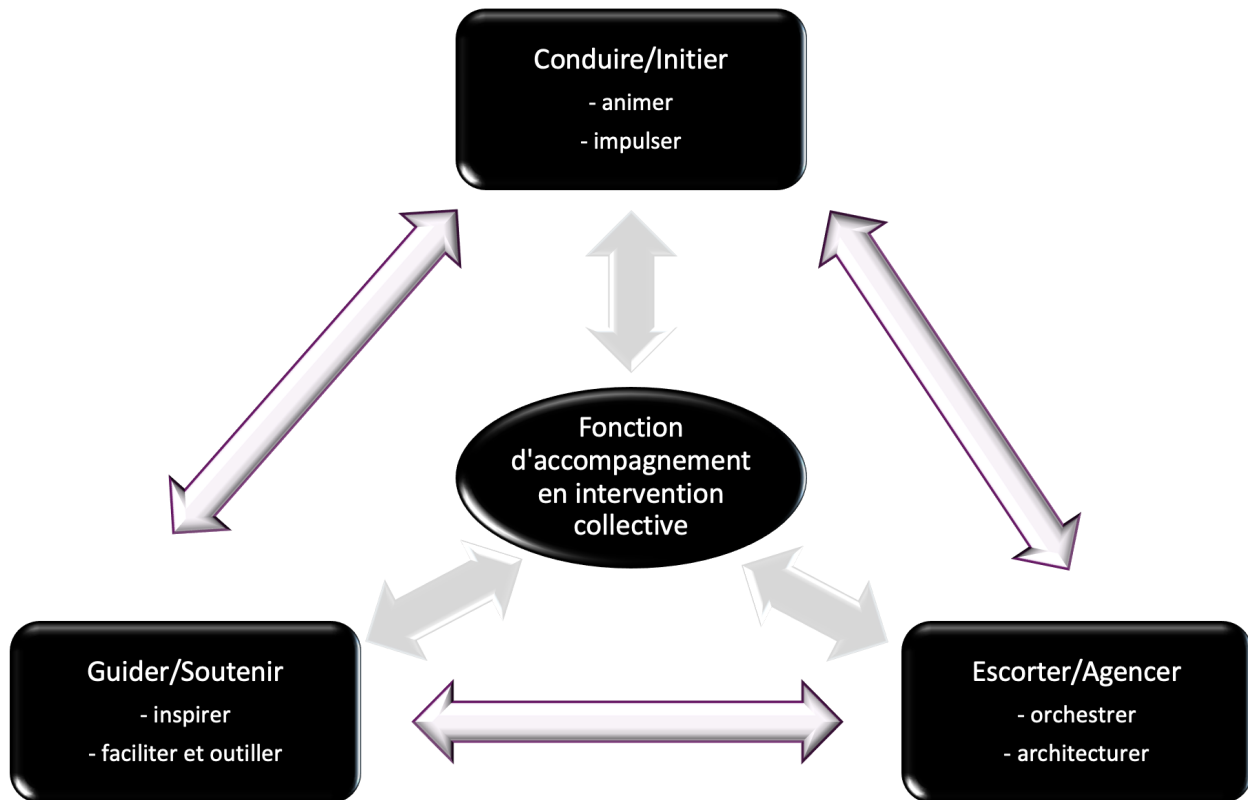 Conduire/Initier
- animer
- impulser
Fonction
d'accompagnement
en intervention
collective
Guider/Soutenir
- inspirer
- faciliter et outiller
Escorter/Agencer
- orchestrer
- architecturer